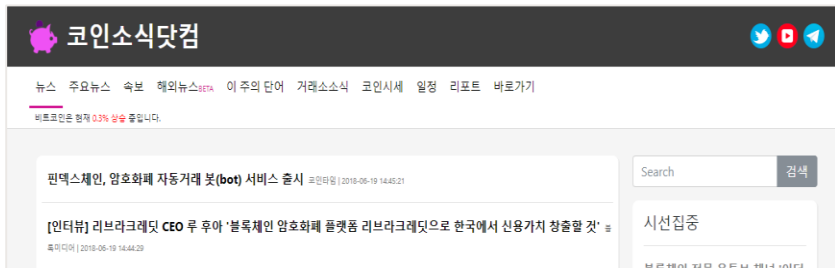 코인소식닷컴
뉴스 주요뉴스 속보 해외뉴스BETA 이 주의 단어 거래소소식 코인시세 일정 리포트 바로가기
비트코인은 현재 0.3% 상승 중입니다.
핀덱스체인, 암호화폐 자동거래 봇(bot) 서비스 출시 코인타임 | 2018-06-19 14:45:21
Search 검색
[인터뷰] 리브라크레딧 CEO 루 후아 '블록체인 암호화폐 플랫폼 리브라크레딧으로 한국에서 신용가치 창출할 것' 블
록미디어 | 2018-06-19 14:44:29
시선집중